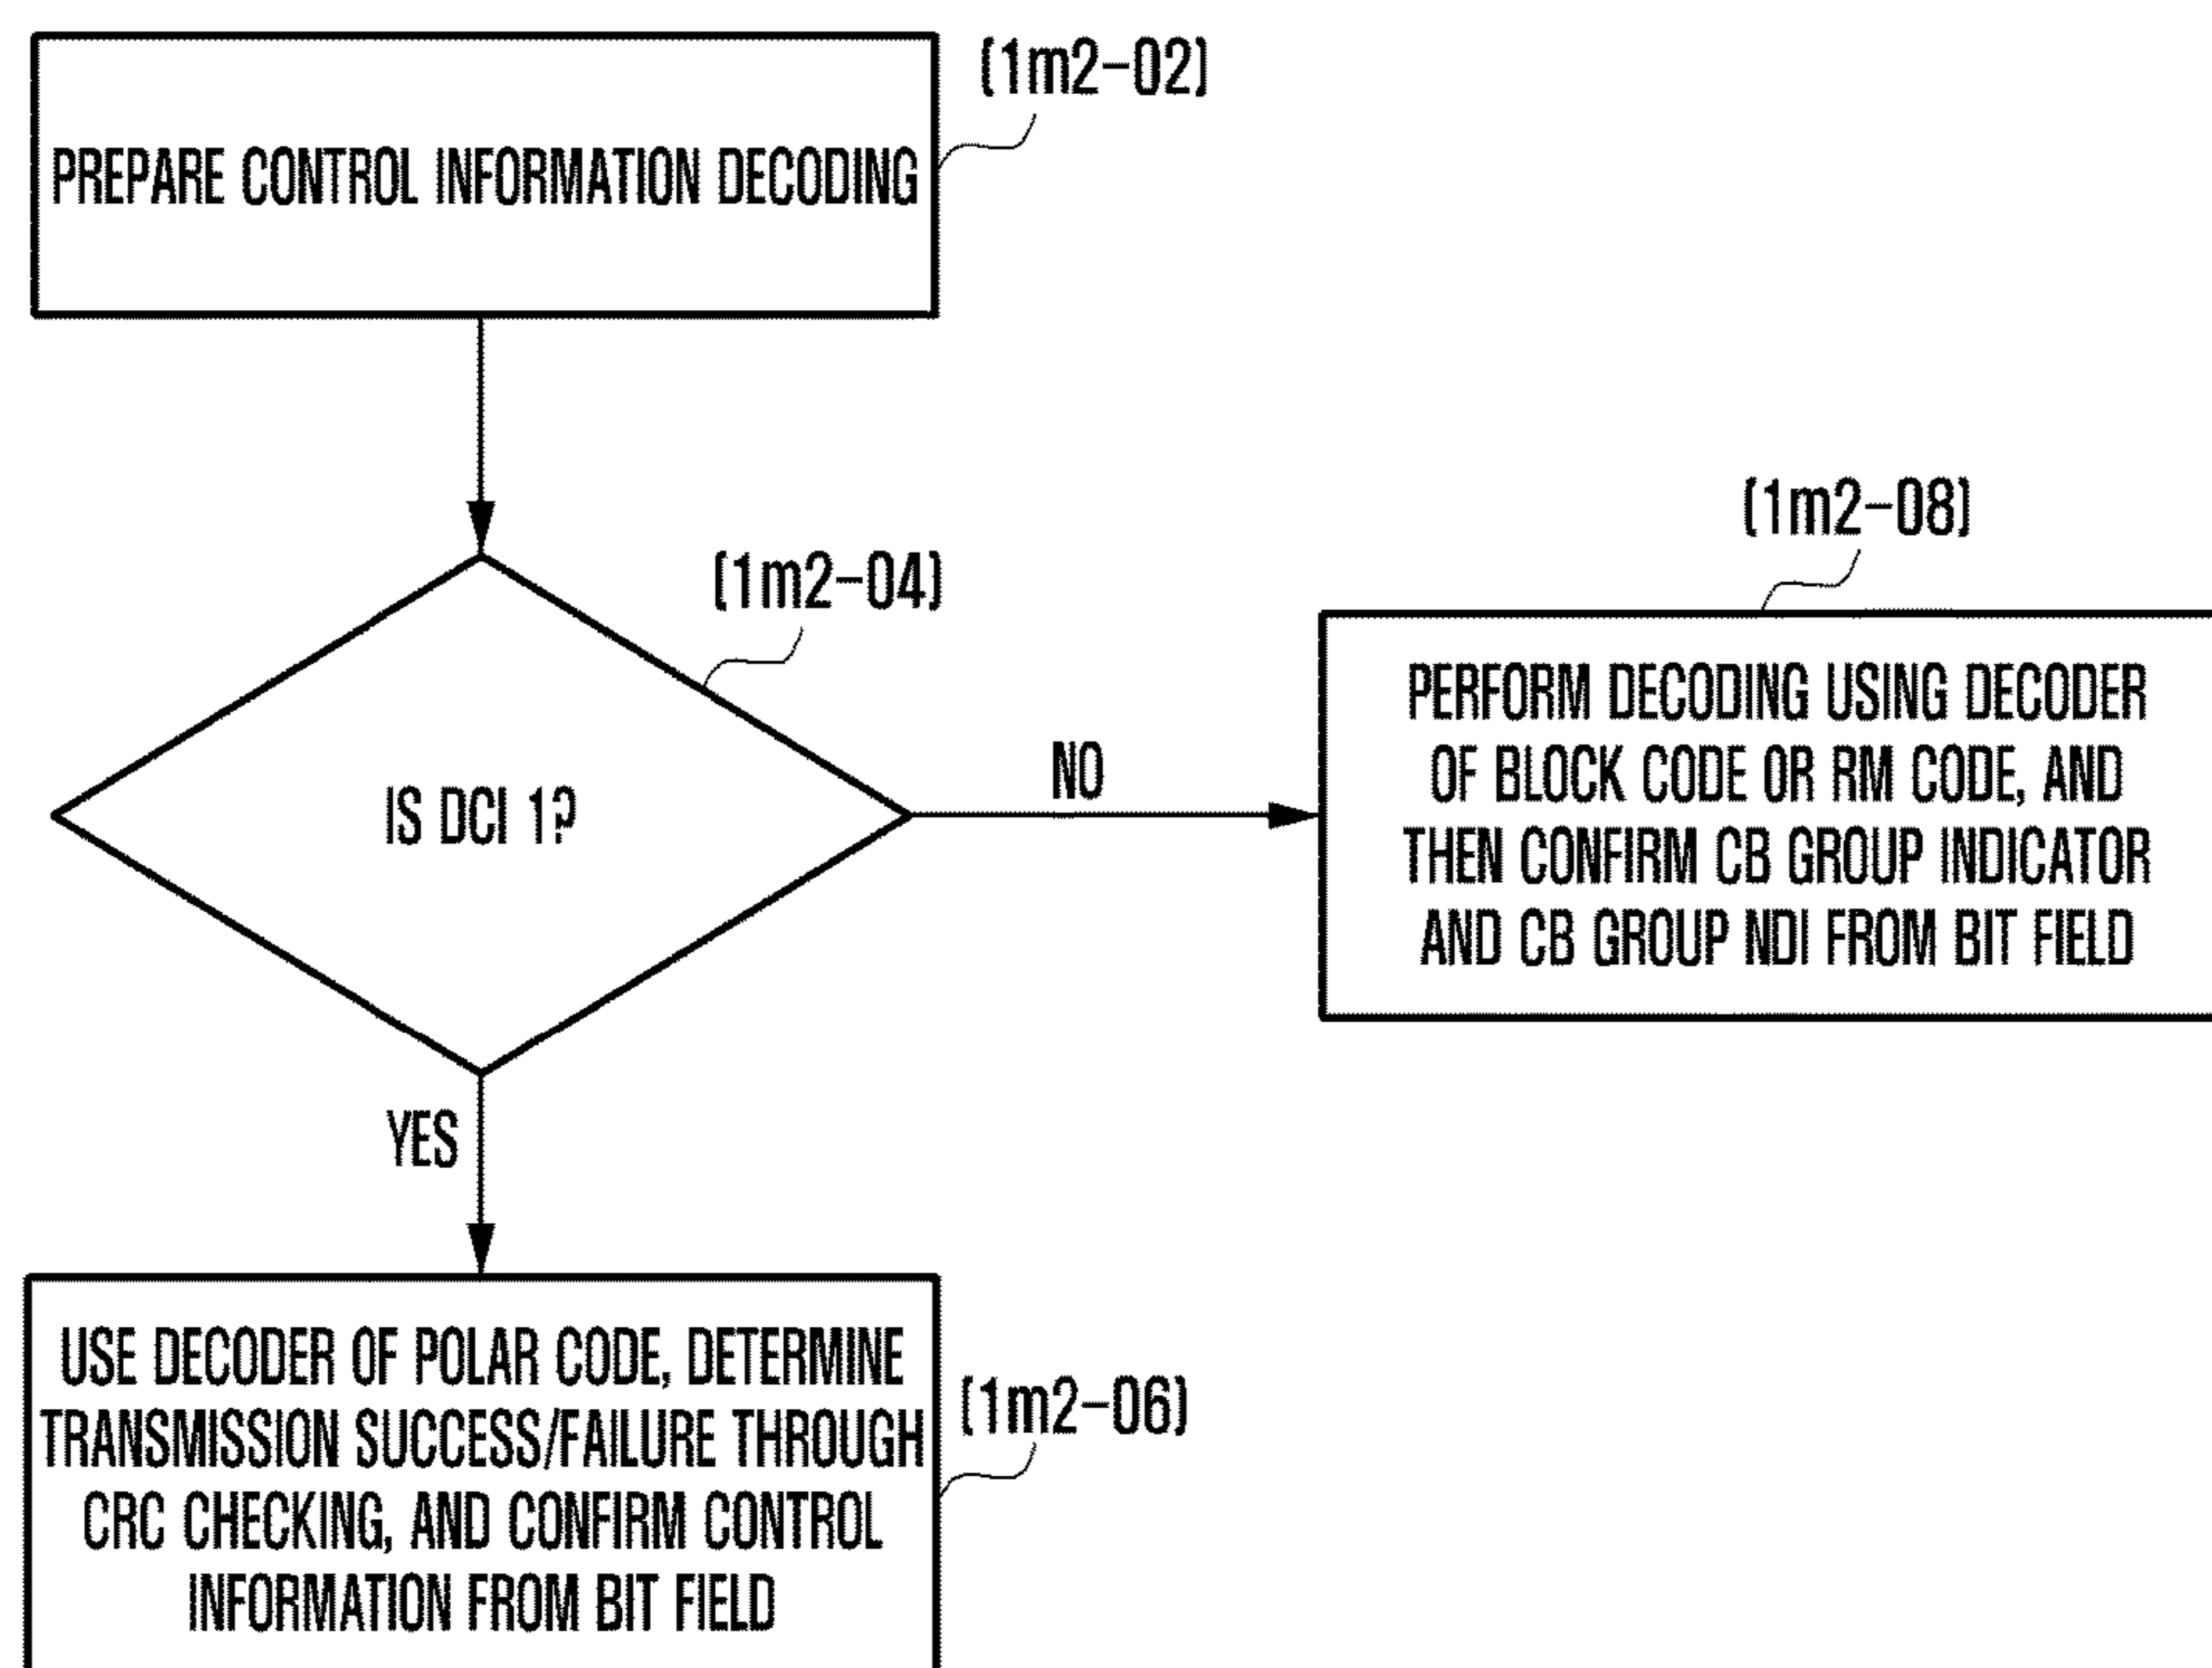 (1m2-02)
PREPARE CONTROL INFORMATION DECODING
(1m2-04)
IS DCI 1?
NO
(1m2-08)
PERFORM DECODING USING DECODER
OF BLOCK CODE OR RM CODE, AND
THEN CONFIRM CB GROUP INDICATOR
AND CB GROUP NDI FROM BIT FIELD
YES
USE DECODER OF POLAR CODE, DETERMINE
TRANSMISSION SUCCESS/FAILURE THROUGH
CRC CHECKING, AND CONFIRM CONTROL
INFORMATION FROM BIT FIELD
(1m2-06)